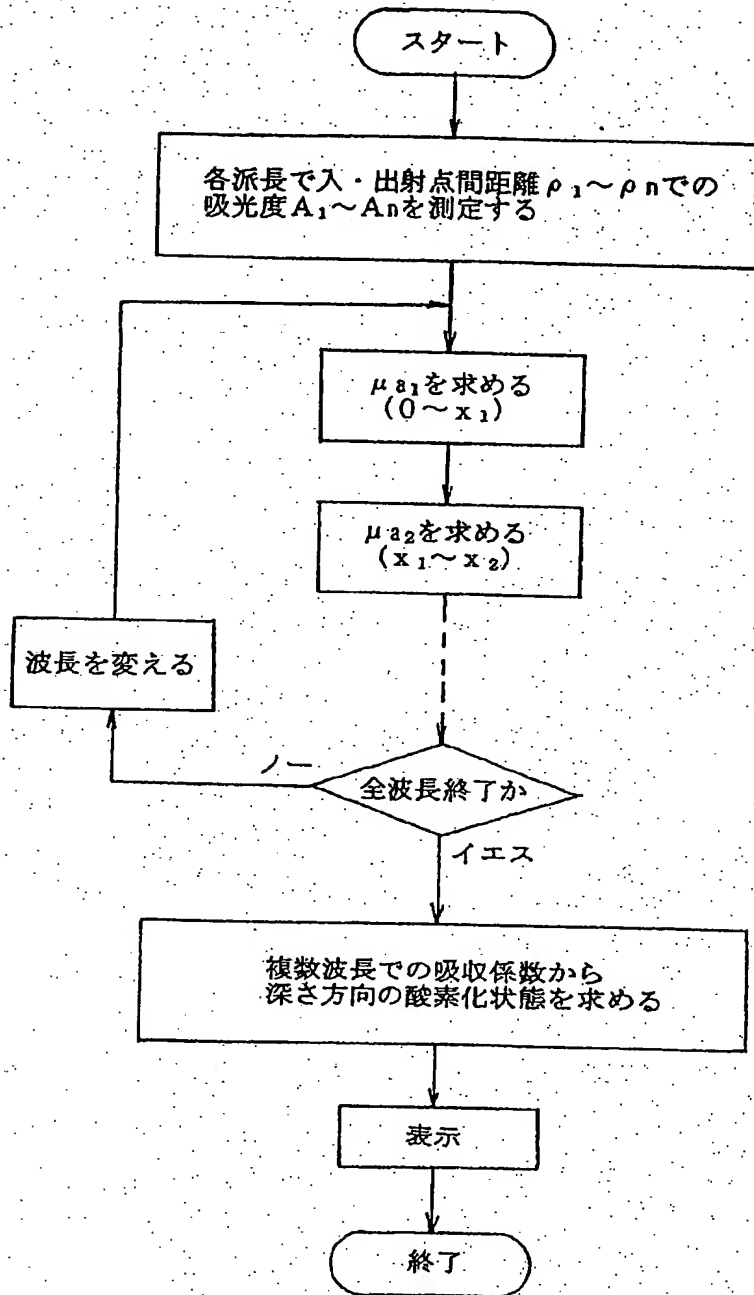 スタート
各派長で入・出射点間距離ρ₁〜ρnでの
吸光度A₁〜Anを測定する
μa₁を求める
(0〜x₁)
μa₂を求める
(x₁〜x₂)
波長を変える
ノー
全波長終了か
イエス
複数波長での吸収係数から
深さ方向の酸素化状態を求める
表示
終了